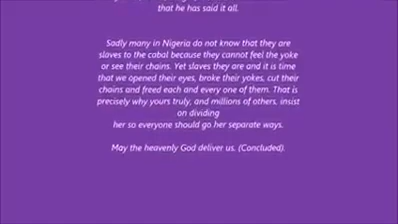 that he has said it all.
Sadly many in Nigeria do not know that they are
slaves to the cabal because they cannot feel the yoke
or see their chains. Yet slaves they are and it is time
that we opened their eyes, broke their yokes, cut their
chains and freed each and every one of them. That is
precisely why yours truly, and millions of others, insist
on dividing
her so everyone should go her separate ways.
May the heavenly God deliver us. (Concluded).